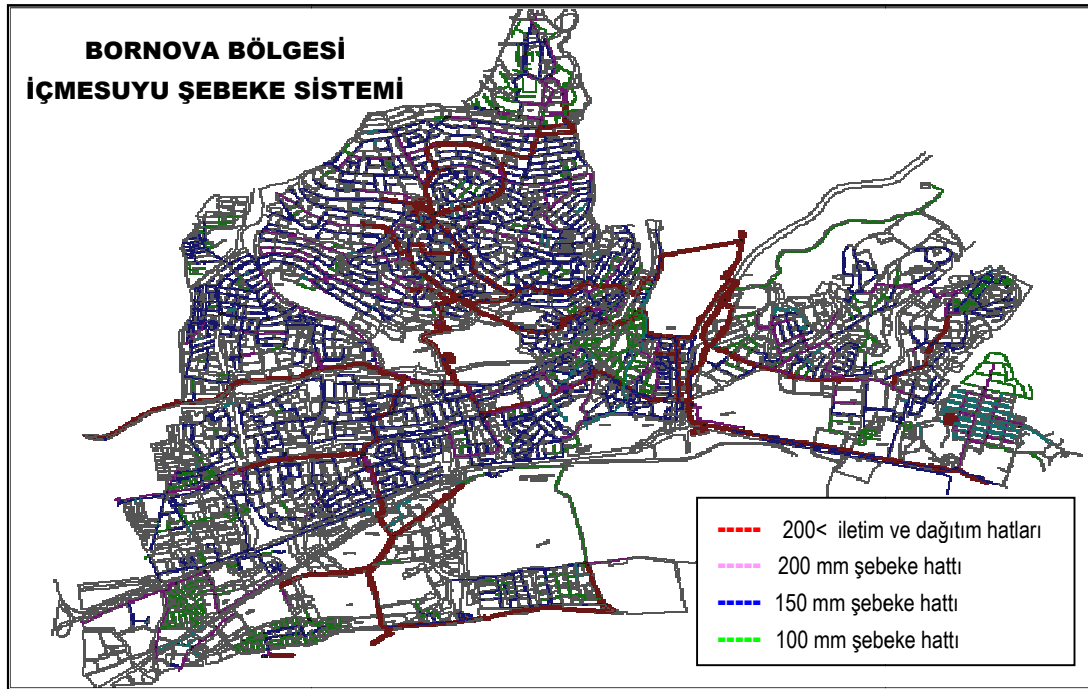 BORNOVA BÖLGESİ
İÇMESUYU ŞEBEKE SİSTEMİ
200< iletim ve dağıtım hatları
200 mm şebeke hattı
150 mm şebeke hattı
100 mm şebeke hattı